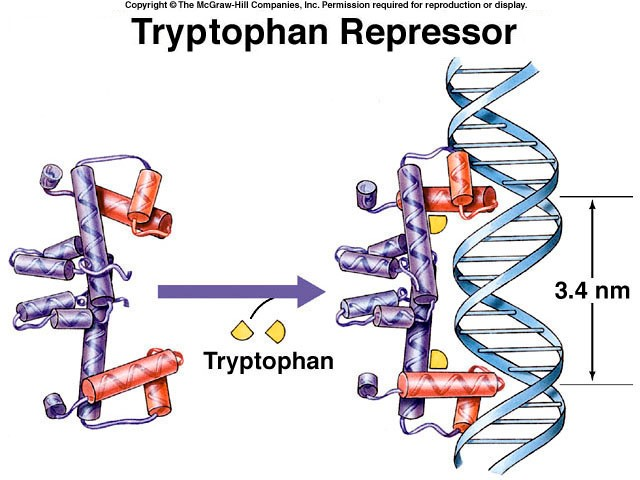 Copyright © The McGraw-Hill Companies, Inc. Permission required for reproduction or display.
Tryptophan Repressor
3.4 nm
Tryptophan